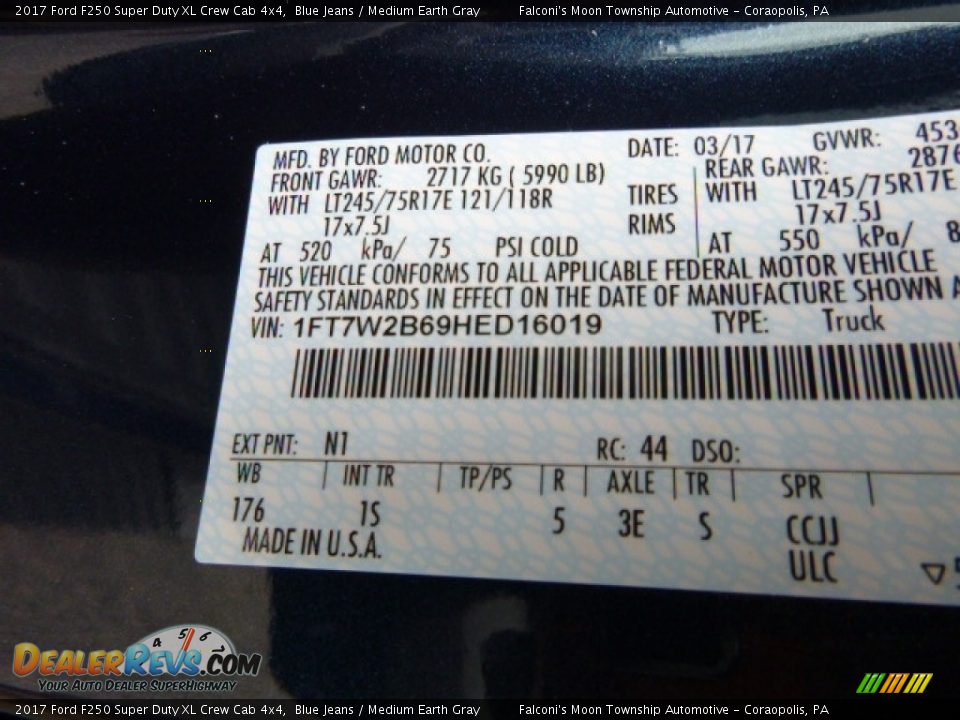 2017 Ford F250 Super Duty XL Crew Cab 4x4, Blue Jeans / Medium Earth Gray Falconi's Moon Township Automotive - Coraopolis, PA
MFD. BY FORD MOTOR CO. DATE: 03/17 GVWR: 453
FRONT GAWR: 2717 KG ( 5990 LB) REAR GAWR: 2876
WITH LT245/75R17E 121/118R TIRES WITH LT245/75R17E
17x7.5J RIMS 17x7.5J
AT 520 kPa/ 75 PSI COLD AT 550 kPa/ 8
THIS VEHICLE CONFORMS TO ALL APPLICABLE FEDERAL MOTOR VEHICLE
SAFETY STANDARDS IN EFFECT ON THE DATE OF MANUFACTURE SHOWN A
VIN: 1FT7W2B69HED16019 TYPE: Truck
EXT PNT: N1 RC: 44 DSO:
WB INT TR TP/PS R AXLE TR SPR
176 1S 5 3E S CCJJ
MADE IN U.S.A. ULC
4 5 6
DEALERREVS.COM
YOUR AUTO DEALER SUPERHIGHWAY
2017 Ford F250 Super Duty XL Crew Cab 4x4, Blue Jeans / Medium Earth Gray Falconi's Moon Township Automotive - Coraopolis, PA